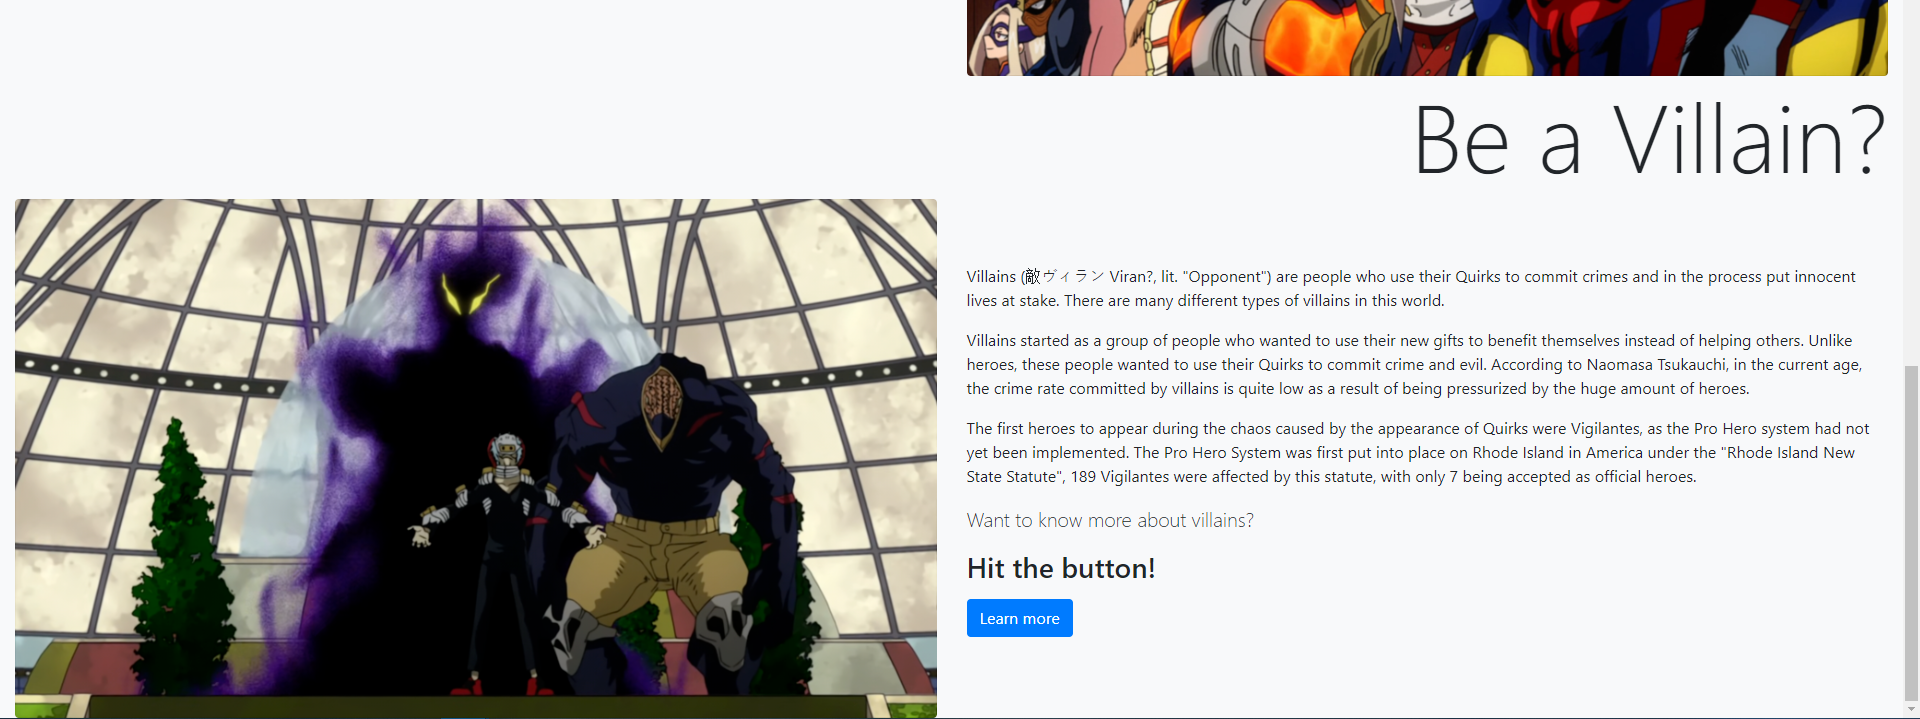 Be a Villain?
Villains (敵ヴィラン Viran?, lit. "Opponent") are people who use their Quirks to commit crimes and in the process put innocent
lives at stake. There are many different types of villains in this world.
Villains started as a group of people who wanted to use their new gifts to benefit themselves instead of helping others. Unlike
heroes, these people wanted to use their Quirks to commit crime and evil. According to Naomasa Tsukauchi, in the current age,
the crime rate committed by villains is quite low as a result of being pressurized by the huge amount of heroes.
The first heroes to appear during the chaos caused by the appearance of Quirks were Vigilantes, as the Pro Hero system had not
yet been implemented. The Pro Hero System was first put into place on Rhode Island in America under the "Rhode Island New
State Statute", 189 Vigilantes were affected by this statute, with only 7 being accepted as official heroes.
Want to know more about villains?
Hit the button!
Learn more